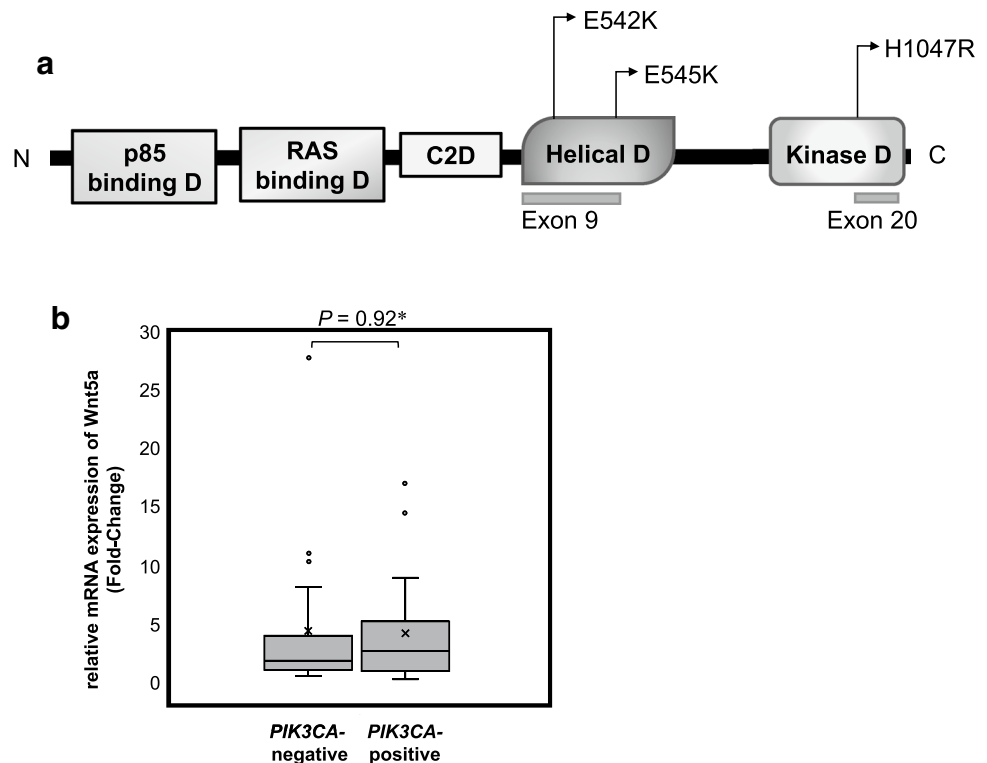 a
E542K
E545K
H1047R
N
p85
binding D
RAS
binding D
C2D
Helical D
Kinase D
C
Exon 9
Exon 20
b
P = 0.92*
relative mRNA expression of Wnt5a
(Fold-Change)
30
25
20
15
10
5
0
PIK3CA-
negative
PIK3CA-
positive